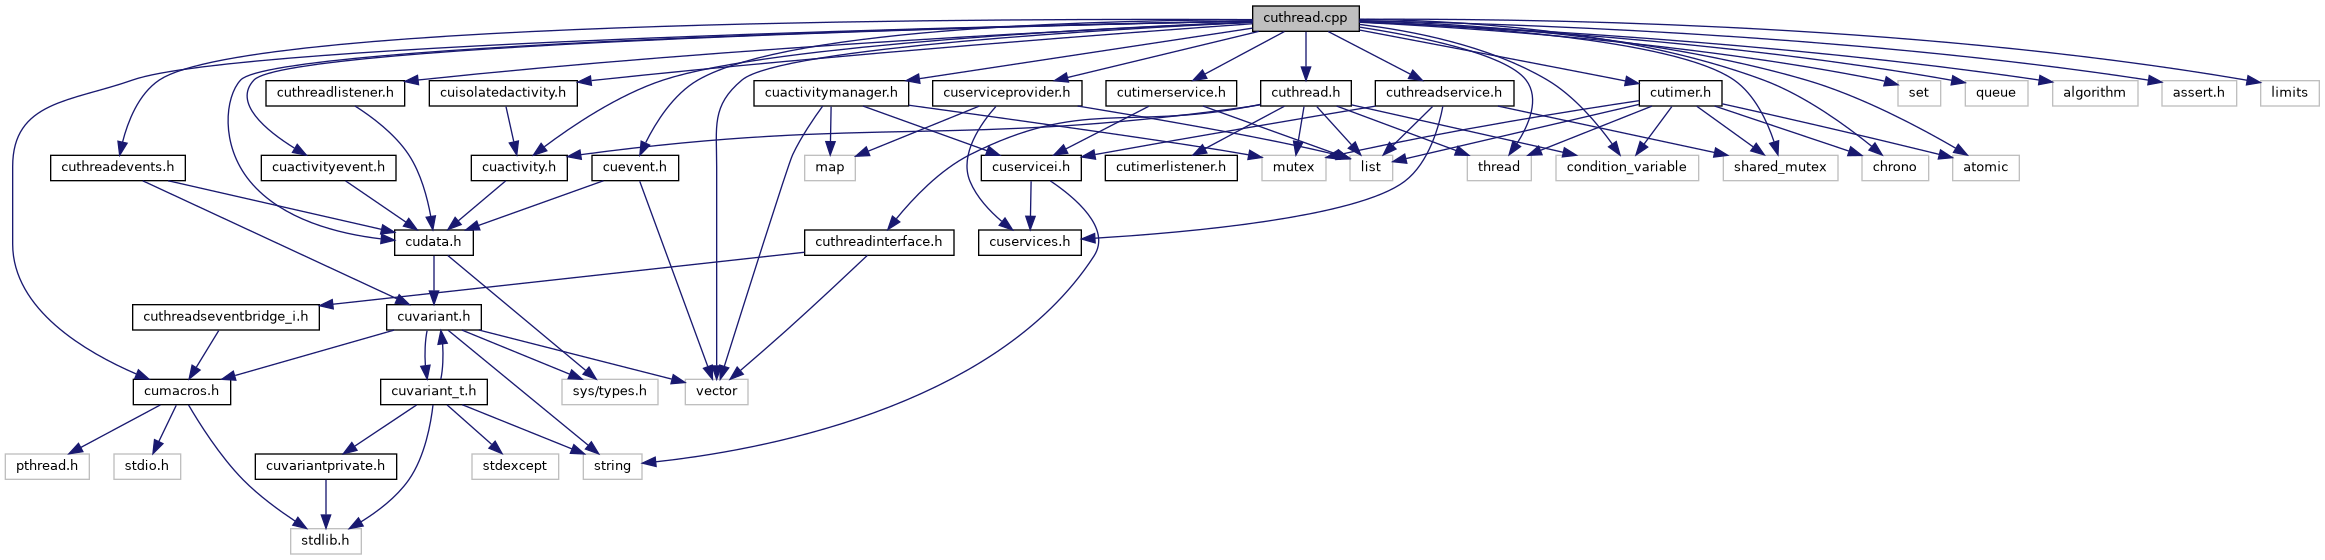 cuthread.cpp
cuthreadlistener.h
cuisolatedactivity.h
cuactivitymanager.h
cuserviceprovider.h
cutimerservice.h
cuthread.h
cuthreadservice.h
cutimer.h
set
queue
algorithm
assert.h
limits
cuthreadevents.h
cuactivityevent.h
cuactivity.h
cuevent.h
map
cuservicei.h
cutimerlistener.h
mutex
list
thread
condition_variable
shared_mutex
chrono
atomic
cudata.h
cuthreadinterface.h
cuservices.h
cuthreadseventbridge_i.h
cuvariant.h
cumacros.h
cuvariant_t.h
sys/types.h
vector
pthread.h
stdio.h
cuvariantprivate.h
stdexcept
string
stdlib.h